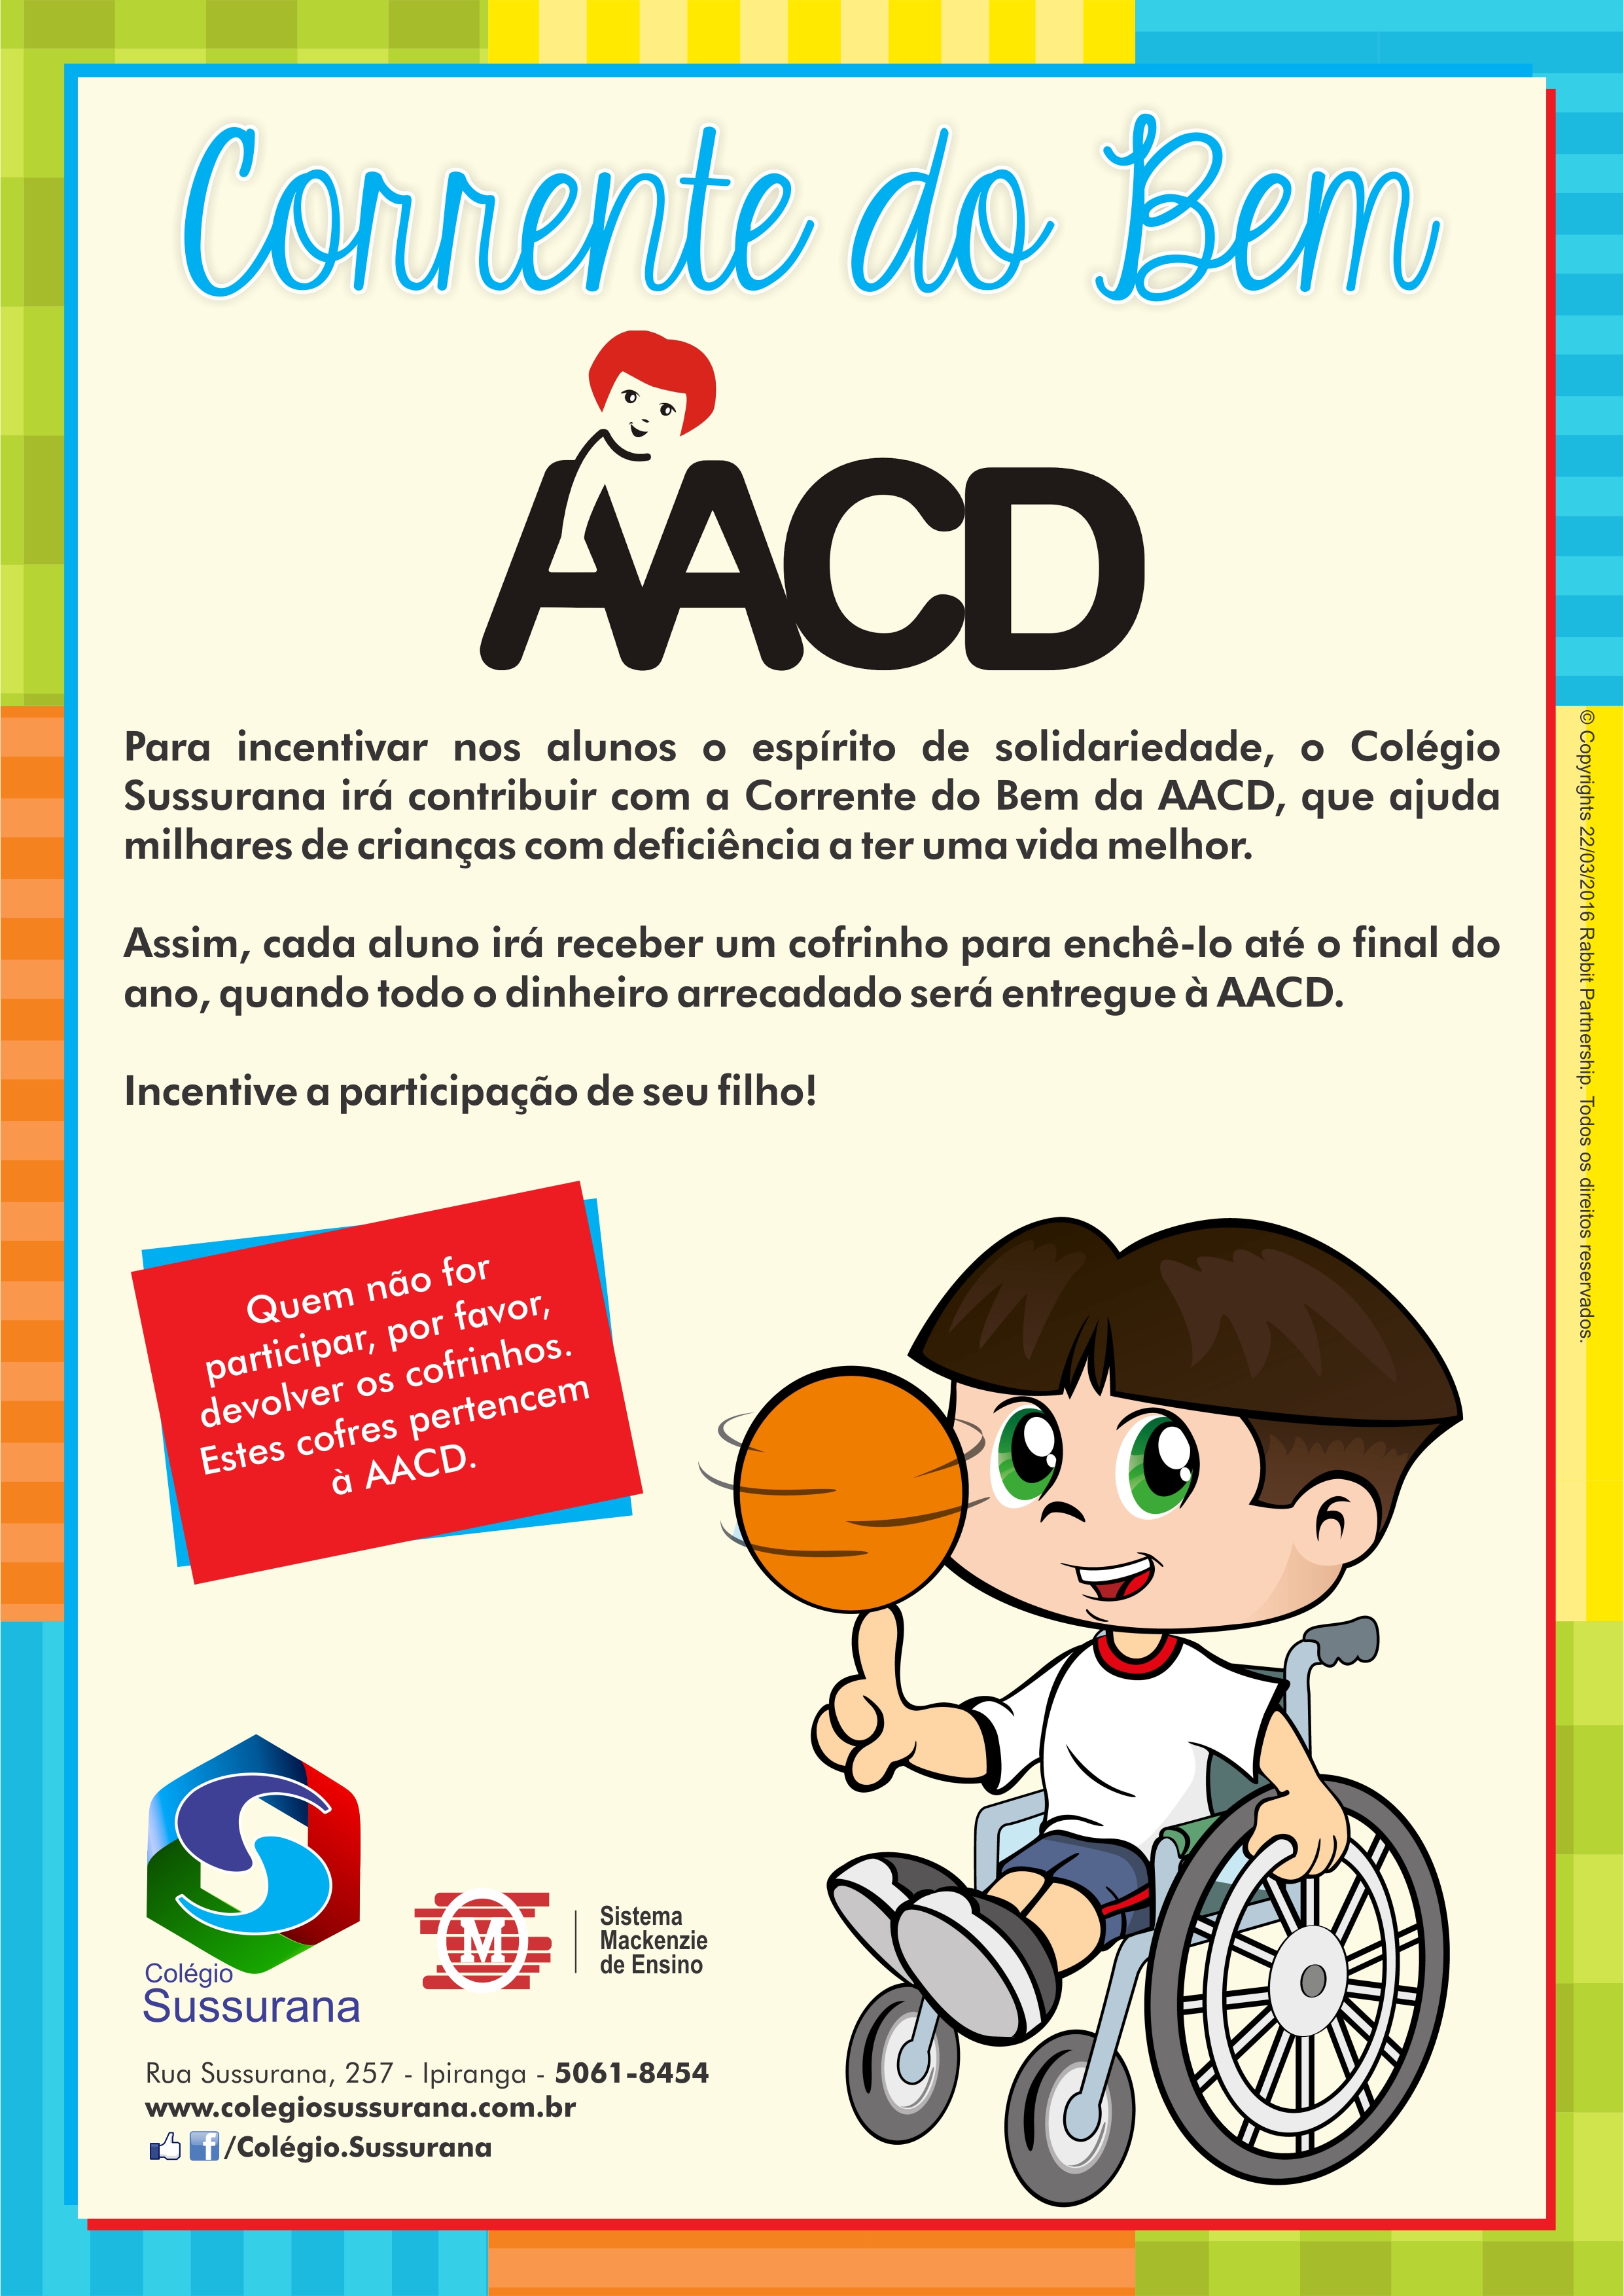 Corrente do Bem
AACD
Para incentivar nos alunos o espírito de solidariedade, o Colégio
Sussurana irá contribuir com a Corrente do Bem da AACD, que ajuda
milhares de crianças com deficiência a ter uma vida melhor.
Assim, cada aluno irá receber um cofrinho para enchê-lo até o final do
ano, quando todo o dinheiro arrecadado será entregue à AACD.
Incentive a participação de seu filho!
Quem não for
participar, por favor,
devolver os cofrinhos.
Estes cofres pertencem
à AACD.
Colégio
Sussurana
M
Sistema
Mackenzie
de Ensino
Rua Sussurana, 257 - Ipiranga - 5061-8454
www.colegiosussurana.com.br
f /Colégio.Sussurana
© Copyrights 22/03/2016 Rabbit Partnership. Todos os direitos reservados.